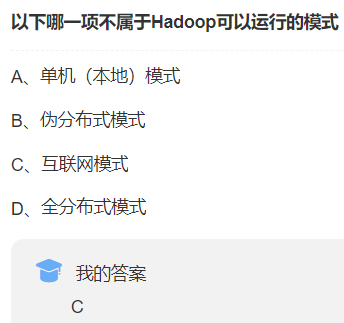 以下哪一项不属于Hadoop可以运行的模式
A、单机（本地）模式
B、伪分布式模式
C、互联网模式
D、全分布式模式
我的答案
C